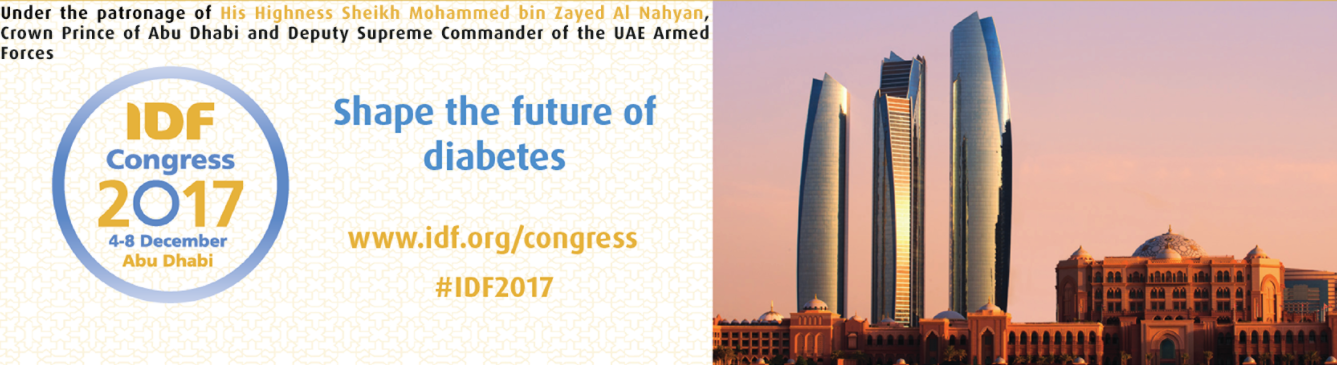 Under the patronage of His Highness Sheikh Mohammed bin Zayed Al Nahyan,
Crown Prince of Abu Dhabi and Deputy Supreme Commander of the UAE Armed
Forces
IDF
Congress
2017
4-8 December
Abu Dhabi
Shape the future of
diabetes
www.idf.org/congress
#IDF2017